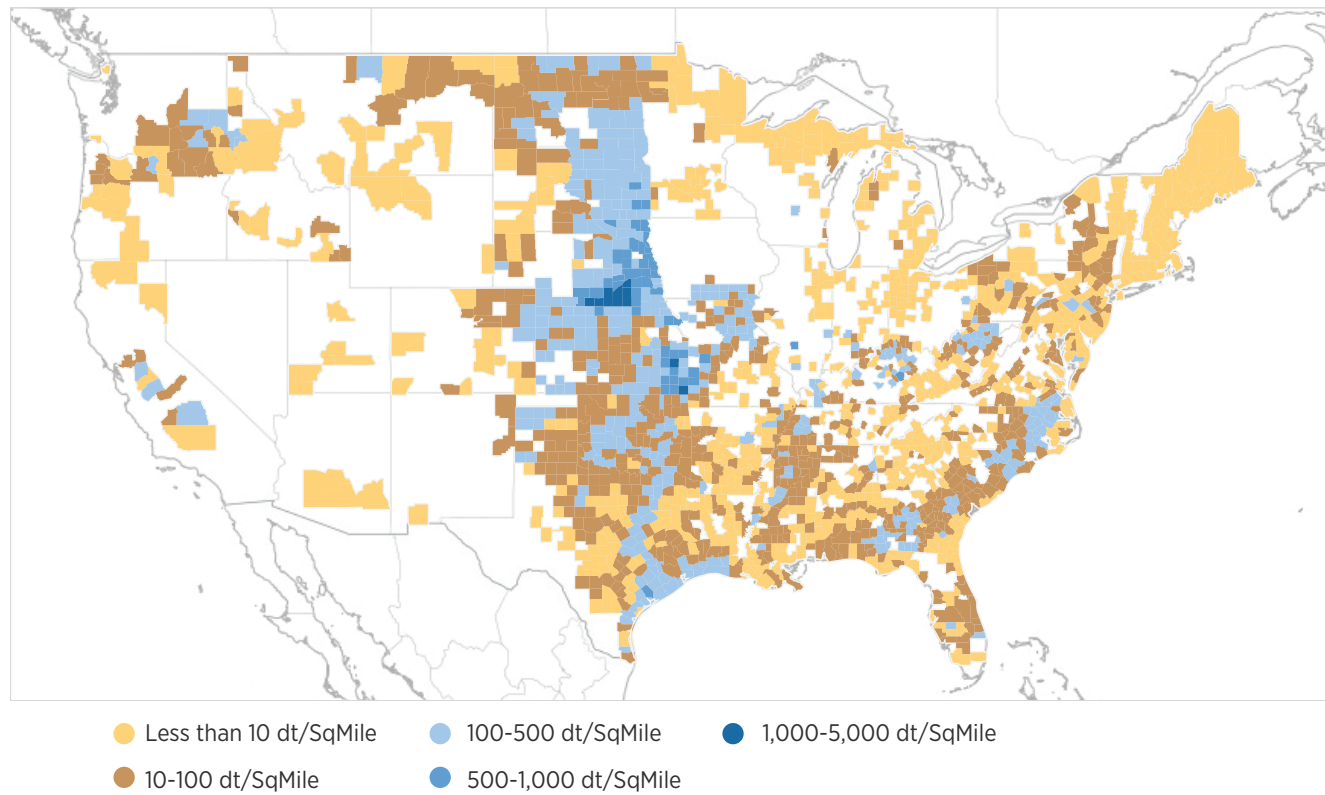 Less than 10 dt/SqMile
100-500 dt/SqMile
1,000-5,000 dt/SqMile
10-100 dt/SqMile
500-1,000 dt/SqMile